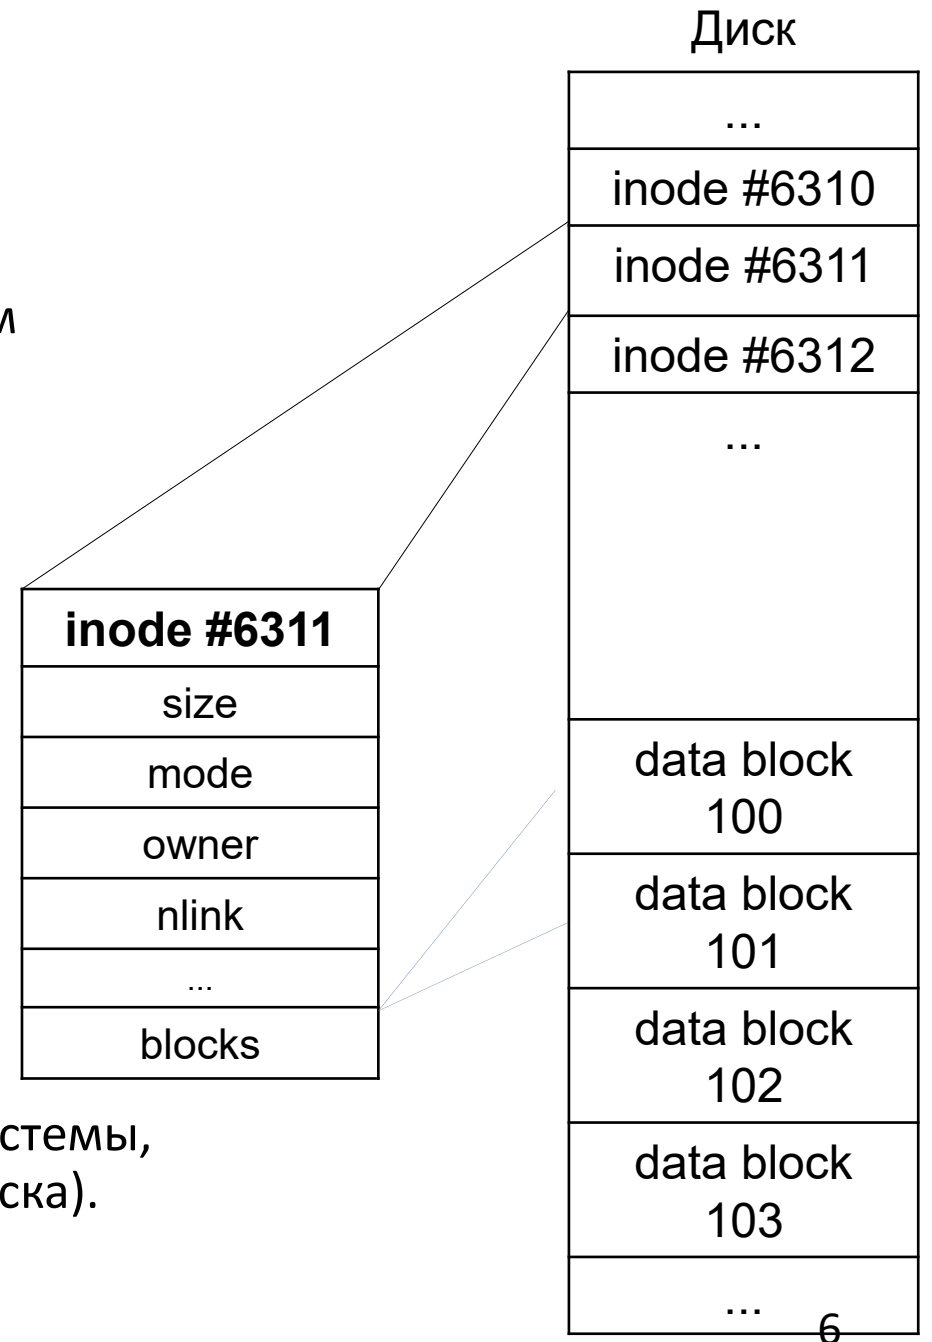 Диск
...
inode #6310
inode #6311
inode #6312
...
data block
100
data block
101
data block
102
data block
103
...
м
inode #6311
size
mode
owner
nlink
...
blocks
стемы,
ска).
6